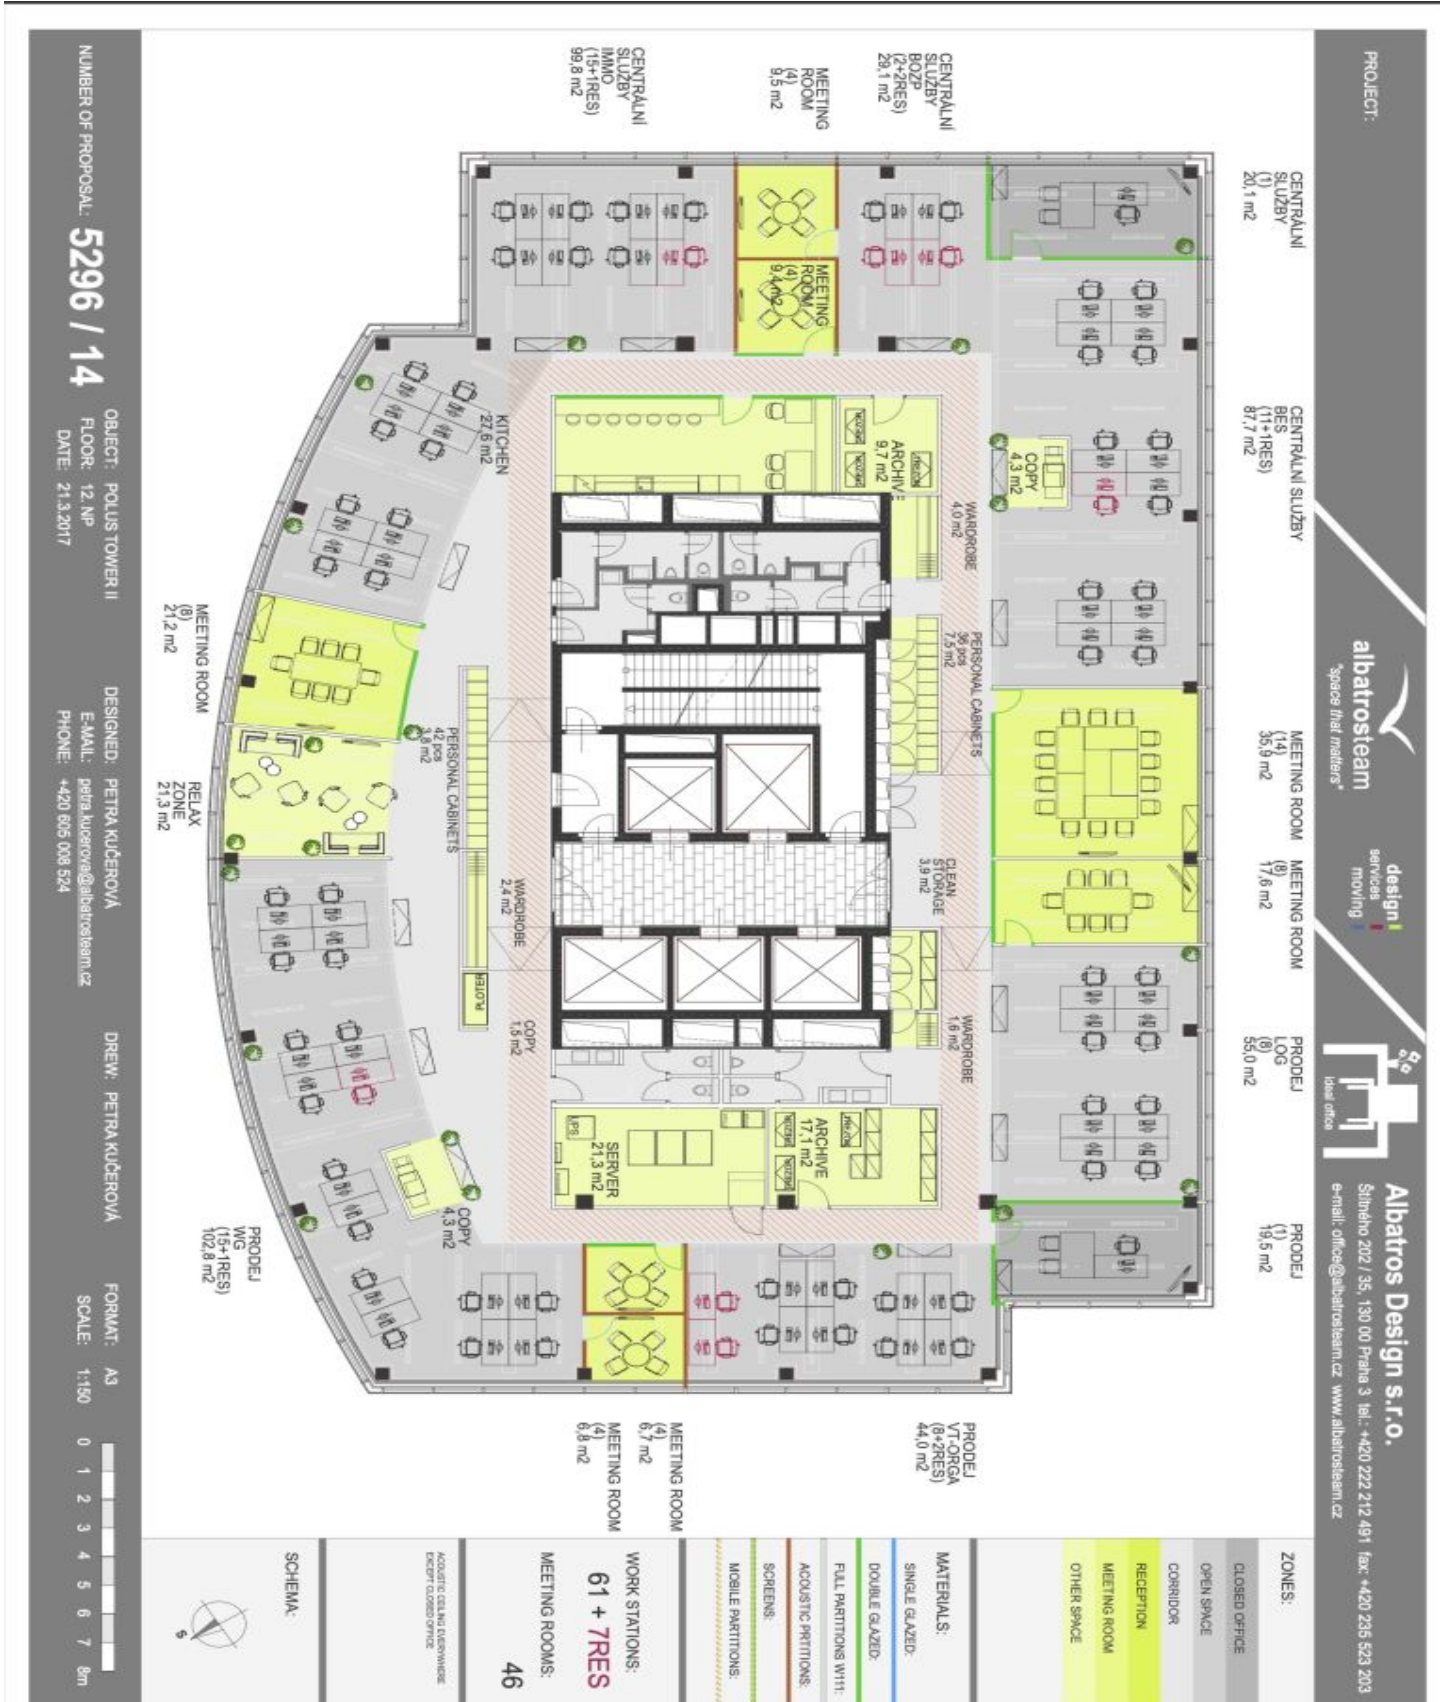 PROJECT:
albatrosteam
"space that matters"
design
services
moving
ideal office
Albatros Design s.r.o.
Štítného 202 / 35, 130 00 Praha 3 tel.: +420 222 212 491 fax: +420 235 523 203
e-mail: office@albatrosteam.cz www.albatrosteam.cz
CENTRÁLNÍ
SLUŽBY
(1)
20,1 m2
CENTRÁLNÍ SLUŽBY
BES
(11+1RES)
87,7 m2
MEETING ROOM
(14)
35,9 m2
MEETING ROOM
(8)
17,6 m2
PRODEJ
LOG
(8)
55,0 m2
PRODEJ
(1)
19,5 m2
CENTRÁLNÍ
SLUŽBY
BOZP
(2+2RES)
29,1 m2
MEETING
ROOM
(4)
9,5 m2
CENTRÁLNÍ
SLUŽBY
IMMO
(15+1RES)
99,8 m2
MEETING
ROOM
(4)
9,4 m2
COPY
4,3 m2
ARCHIV
9,7 m2
WARDROBE
4,0 m2
PERSONAL CABINETS
36 pcs
7,5 m2
CLEAN
STORAGE
3,9 m2
WARDROBE
1,6 m2
KITCHEN
27,6 m2
ARCHIVE
17,1 m2
SERVER
21,3 m2
UPS
PERSONAL CABINETS
42 pcs
3,8 m2
WARDROBE
2,4 m2
COPY
1,5 m2
PLOTER
COPY
4,3 m2
MEETING ROOM
(8)
21,2 m2
RELAX
ZONE
21,3 m2
PRODEJ
WG
(15+1RES)
102,8 m2
PRODEJ
VT-ORGA
(8+2RES)
44,0 m2
MEETING ROOM
(4)
6,7 m2
MEETING ROOM
(4)
6,8 m2
ZONES:
CLOSED OFFICE
OPEN SPACE
CORRIDOR
RECEPTION
MEETING ROOM
OTHER SPACE
MATERIALS:
SINGLE GLAZED:
DOUBLE GLAZED:
FULL PARTITIONS W111:
ACOUSTIC PRTITIONS:
SCREENS:
MOBILE PARTITIONS:
WORK STATIONS:
61 + 7RES
MEETING ROOMS:
46
ACOUSTIC CEILING EVERYWHERE
EXCEPT CLOSED OFFICE
SCHEMA:
S
NUMBER OF PROPOSAL: 5296 / 14
OBJECT: POLUS TOWER II
FLOOR: 12. NP
DATE: 21.3.2017
DESIGNED: PETRA KUČEROVÁ
E-MAIL: petra.kucerova@albatrosteam.cz
PHONE: +420 605 008 524
DREW: PETRA KUČEROVÁ
FORMAT: A3
SCALE: 1:150
0 1 2 3 4 5 6 7 8m